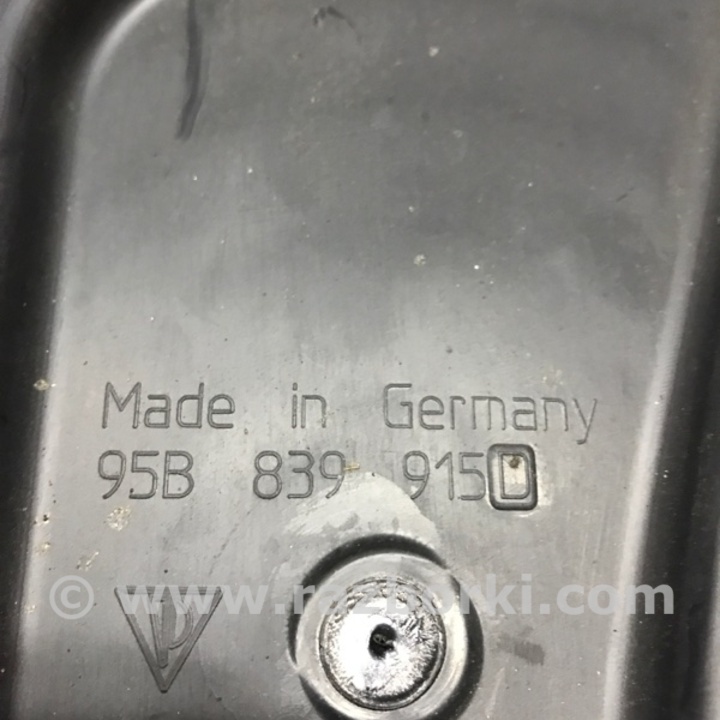 Made in Germany
95B 839 915D
© www.razborki.com